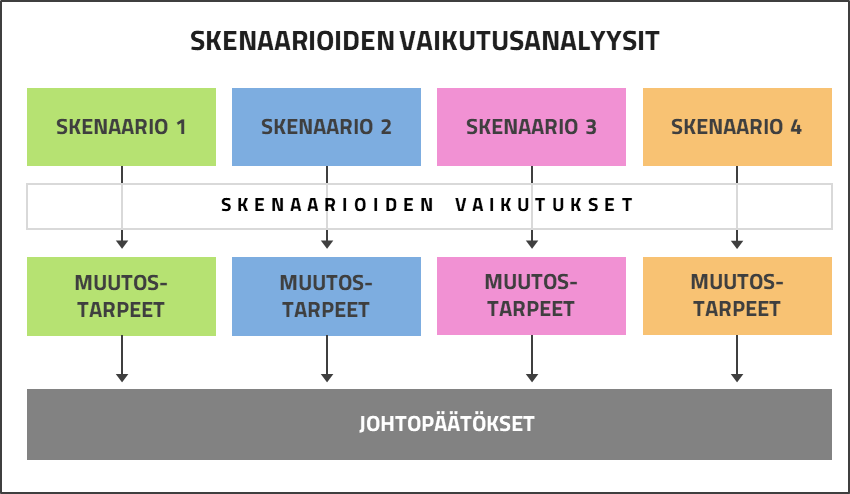 SKENAARIOIDEN VAIKUTUSANALYYSIT
SKENAARIO 1
SKENAARIO 2
SKENAARIO 3
SKENAARIO 4
SKENAARIOIDEN VAIKUTUKSET
MUUTOS-
TARPEET
MUUTOS-
TARPEET
MUUTOS-
TARPEET
MUUTOS-
TARPEET
JOHTOPÄÄTÖKSET